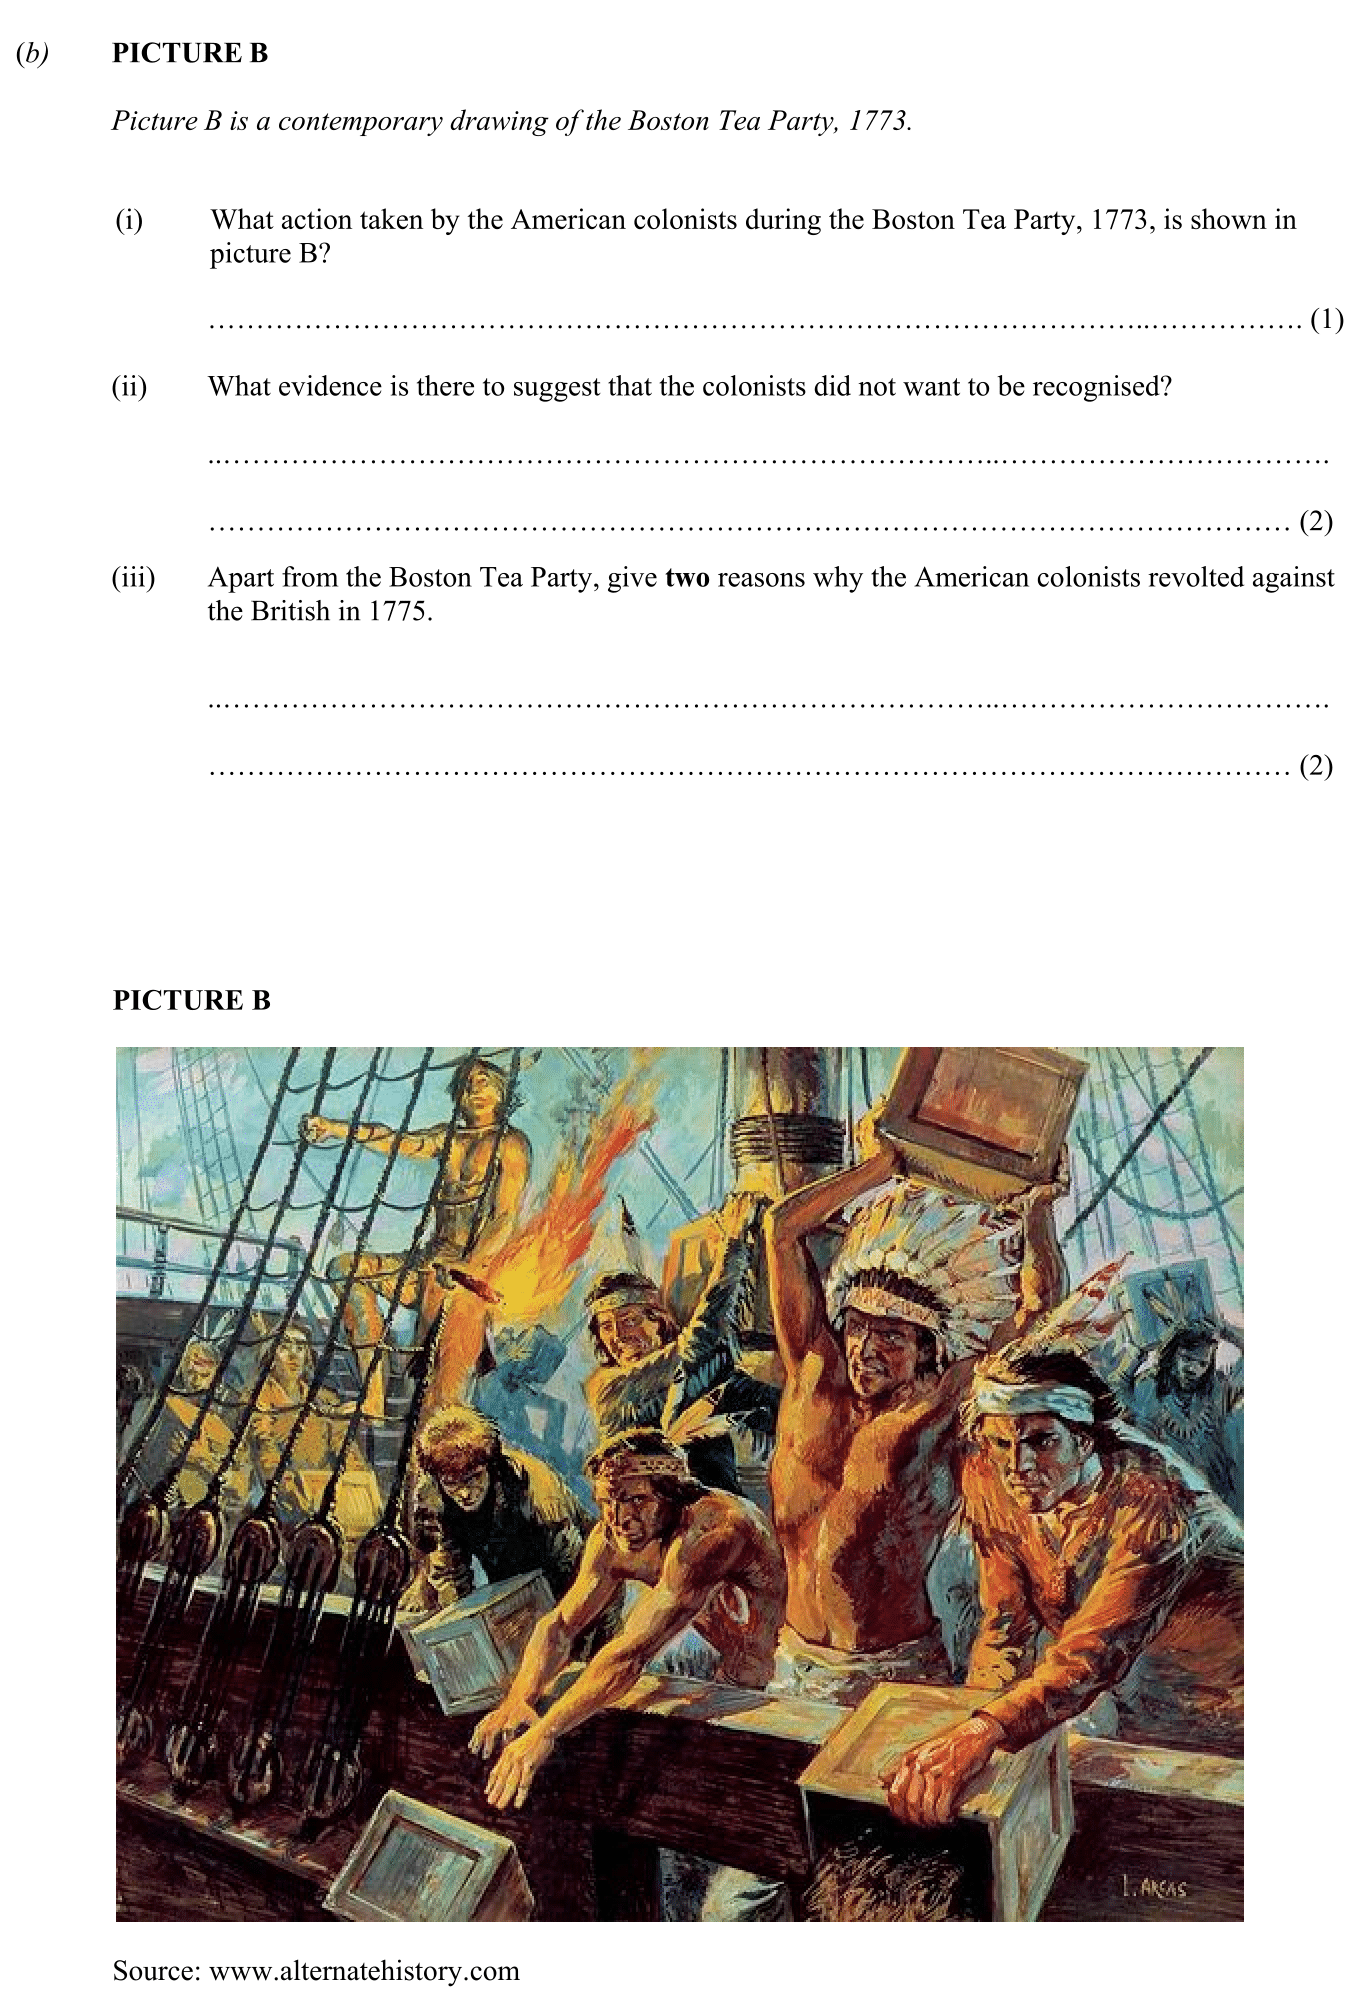 (b) PICTURE B
Picture B is a contemporary drawing of the Boston Tea Party, 1773.
(i) What action taken by the American colonists during the Boston Tea Party, 1773, is shown in
picture B?
…………………………………………………………………………………………..……………. (1)
(ii) What evidence is there to suggest that the colonists did not want to be recognised?
..……………………………………………………………………..…………………………….
…………………………………………………………………………………………………… (2)
(iii) Apart from the Boston Tea Party, give two reasons why the American colonists revolted against
the British in 1775.
..……………………………………………………………………..…………………………….
…………………………………………………………………………………………………… (2)
PICTURE B
I. ARCAS
Source: www.alternatehistory.com